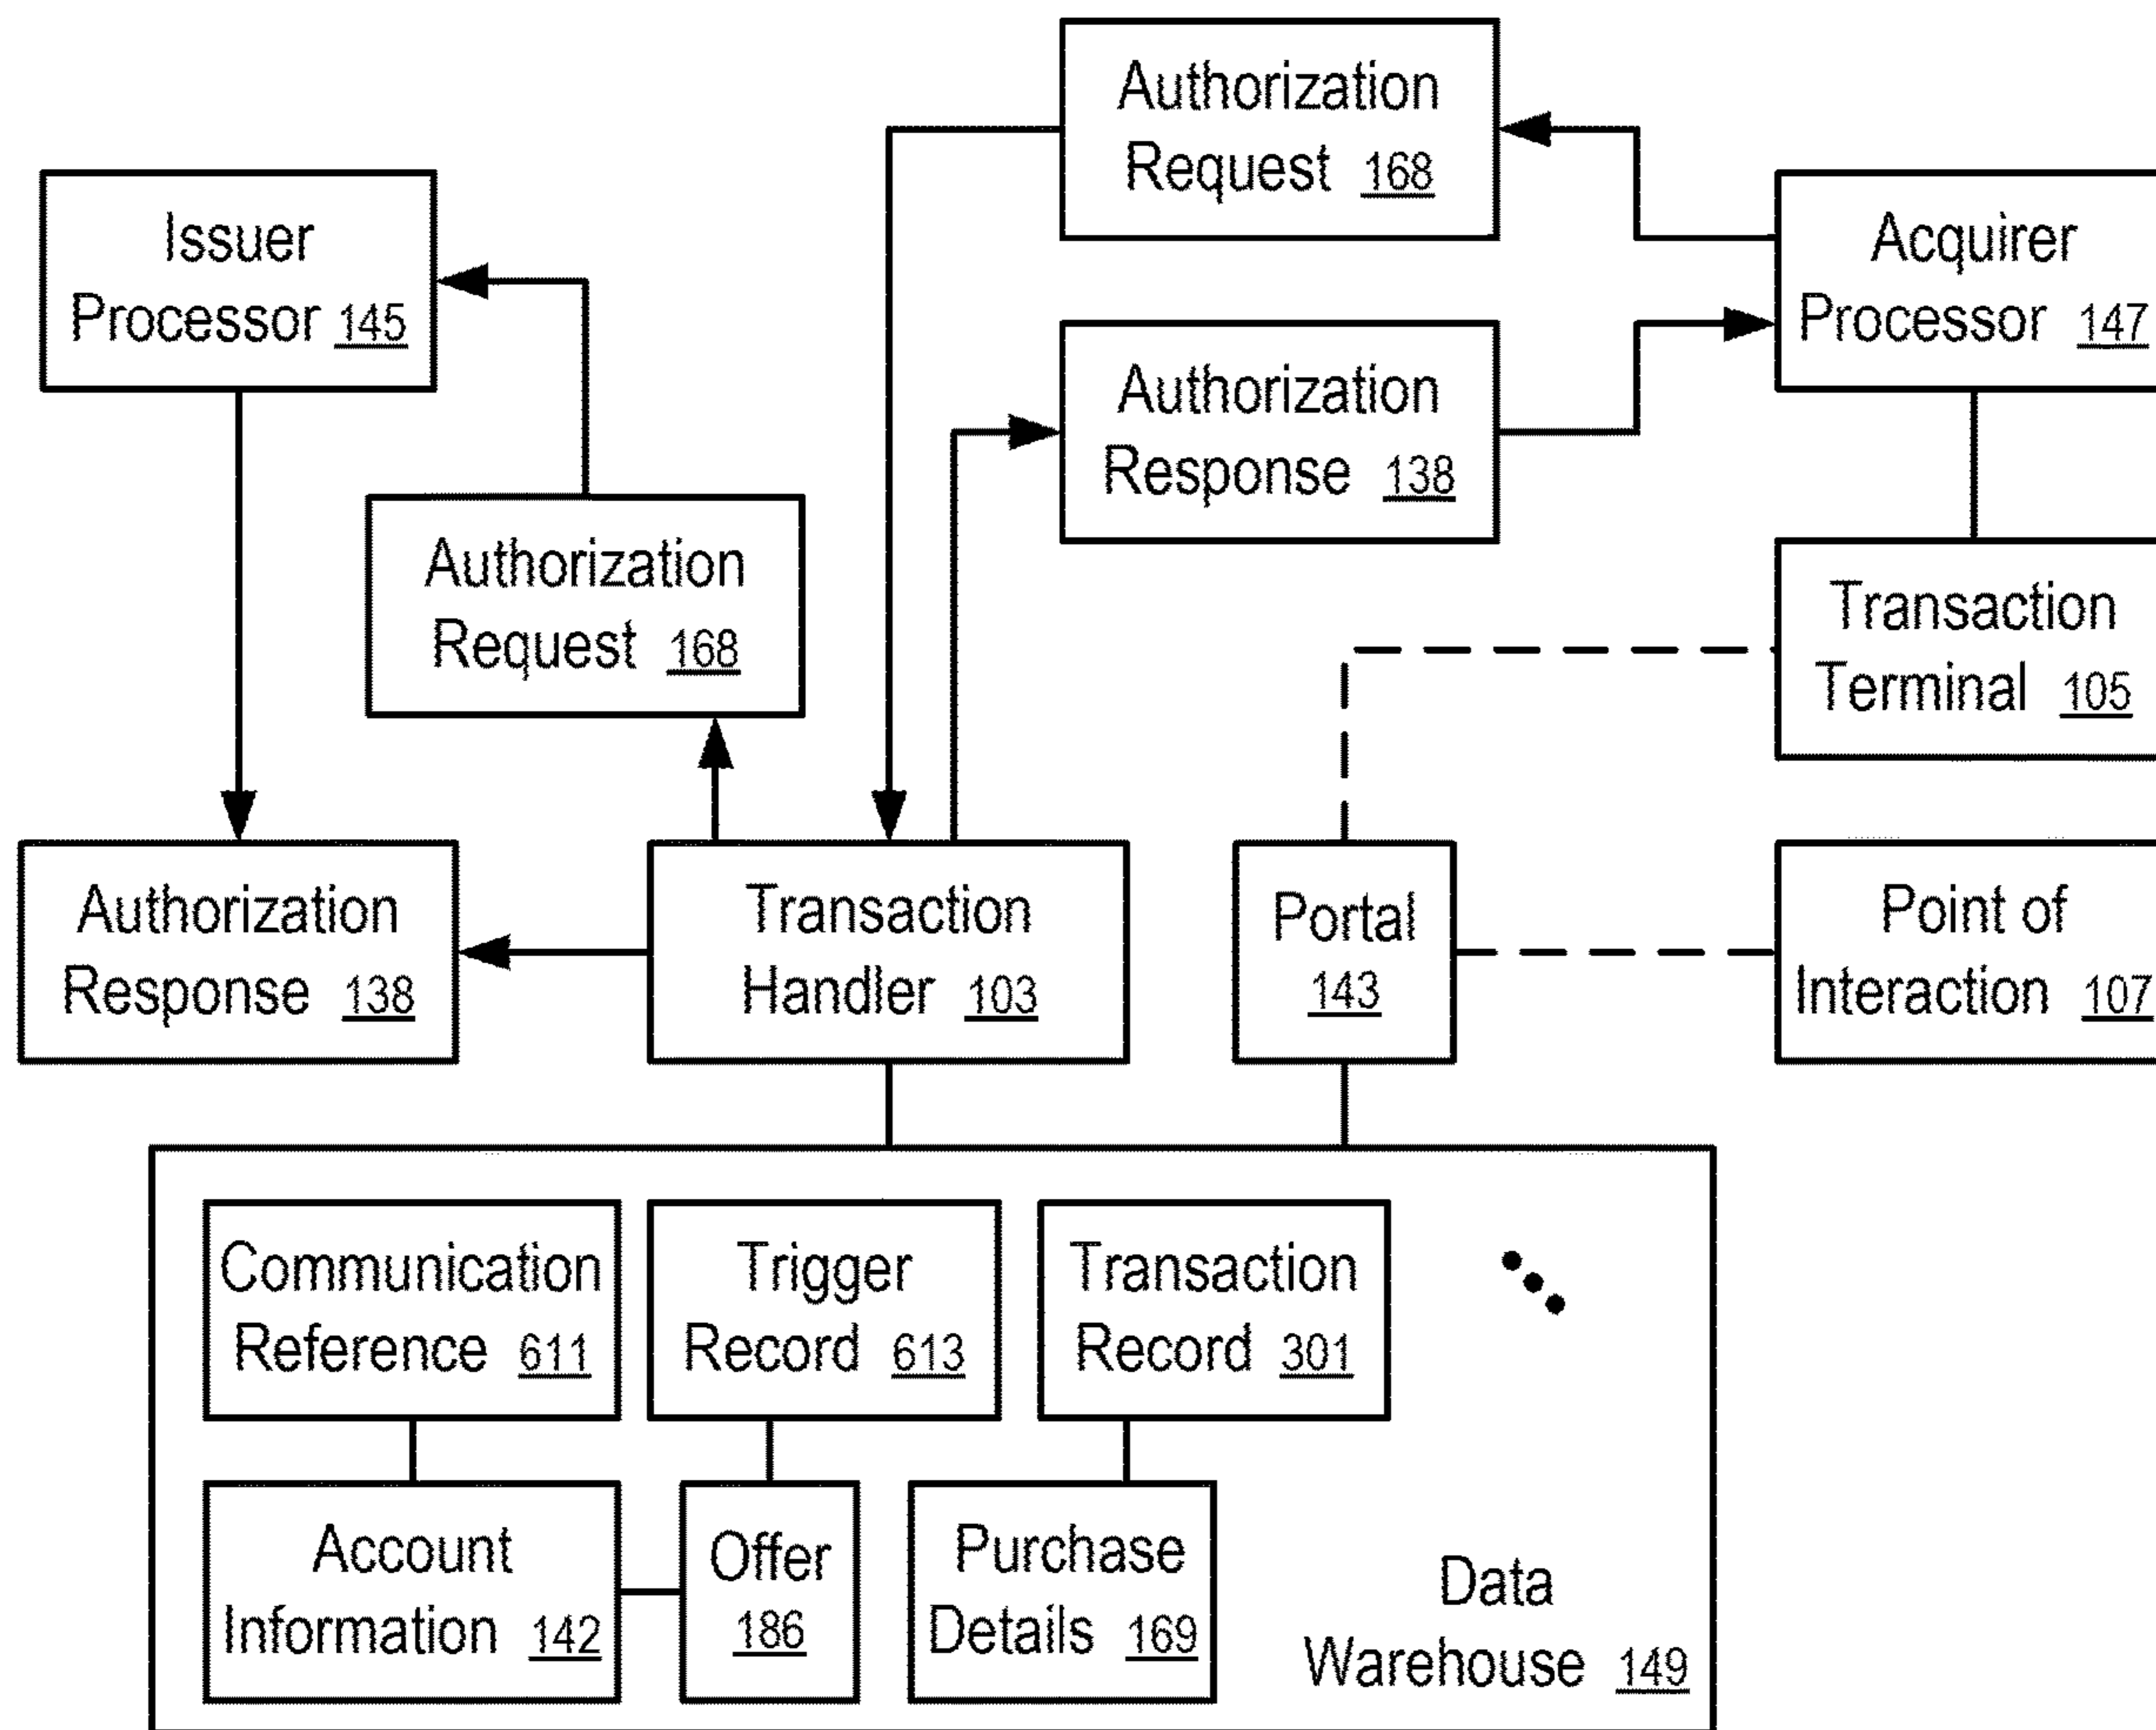 Authorization
Request 168
Issuer
Processor 145
Acquirer
Processor 147
Authorization
Response 138
Authorization
Request 168
Transaction
Terminal 105
Authorization
Response 138
Transaction
Handler 103
Portal
143
Point of
Interaction 107
Communication
Reference 611
Trigger
Record 613
Transaction
Record 301
Account
Information 142
Offer
186
Purchase
Details 169
Data
Warehouse 149